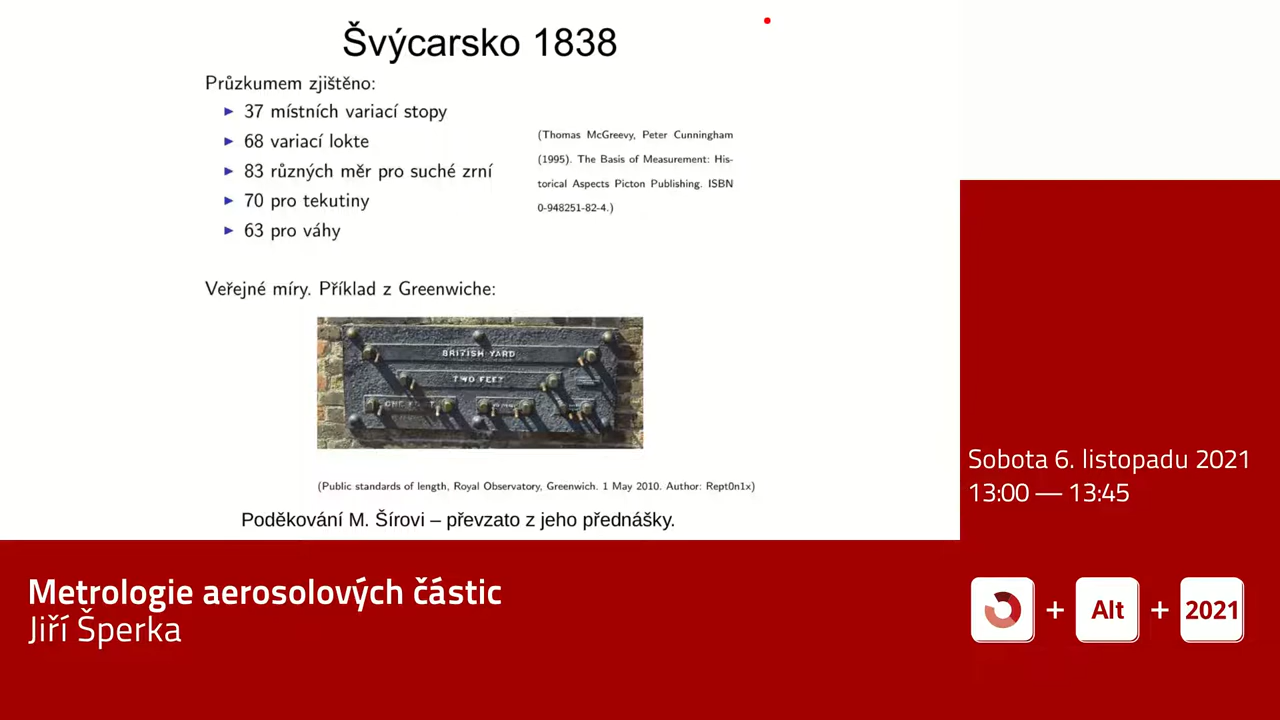 Švýcarsko 1838
Průzkumem zjištěno:
37 místních variací stopy
68 variací lokte
83 různých měr pro suché zrní
70 pro tekutiny
63 pro váhy
(Thomas McGreevy, Peter Cunningham
(1995). The Basis of Measurement: His-
torical Aspects Picton Publishing. ISBN
0-948251-82-4.)
Veřejné míry. Příklad z Greenwiche:
BRITISH YARD
TWO FEET
ONE FOOT
(Public standards of length, Royal Observatory, Greenwich. 1 May 2010. Author: Rept0n1x)
Poděkování M. Šírovi – převzato z jeho přednášky.
Sobota 6. listopadu 2021
13:00 — 13:45
Metrologie aerosolových částic
Jiří Šperka
+ Alt + 2021